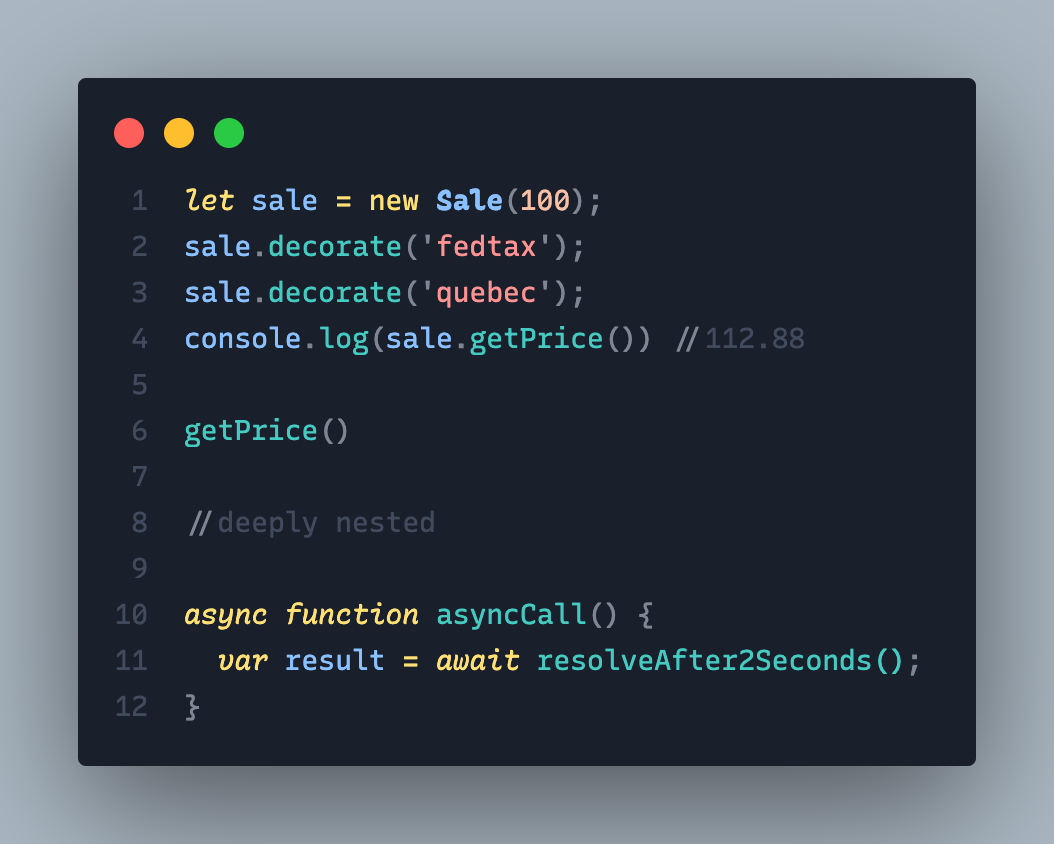 1 let sale = new Sale(100);
2 sale.decorate('fedtax');
3 sale.decorate('quebec');
4 console.log(sale.getPrice()) //112.88
5
6 getPrice()
7
8 //deeply nested
9
10 async function asyncCall() {
11   var result = await resolveAfter2Seconds();
12 }